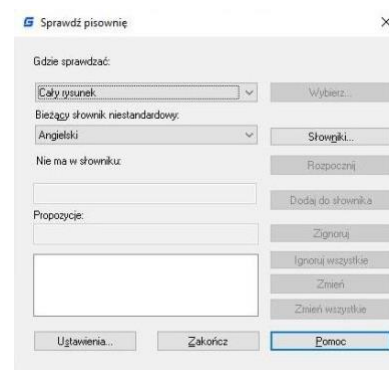 Sprawdź pisownię
Gdzie sprawdzać:
Cały rysunek
Wybierz...
Bieżący słownik niestandardowy:
Angielski
Słowniki...
Nie ma w słowniku:
Rozpocznij
Dodaj do słownika
Propozycje:
Zignoruj
Ignoruj wszystkie
Zmień
Zmień wszystkie
Ustawienia...
Zakończ
Pomoc